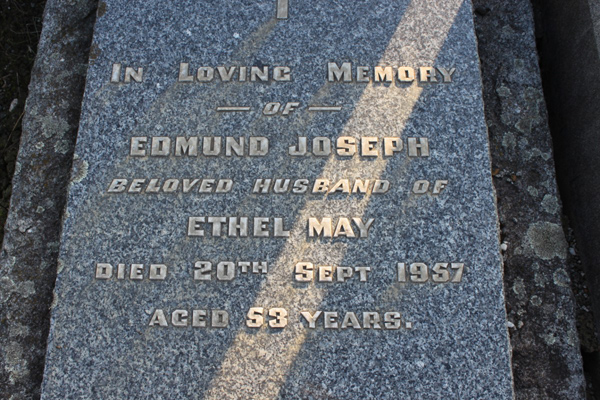 In Loving Memory
— OF —
EDMUND JOSEPH
BELOVED HUSBAND OF
ETHEL MAY
DIED 20TH SEPT 1957
AGED 53 YEARS.